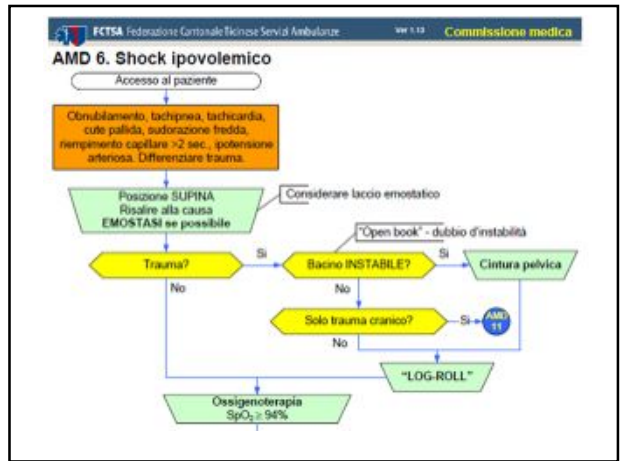 FCTSA Federazione Cantonale Ticinese Servizi Ambulanze
Ver 1.13
Commissione medica
AMD 6. Shock ipovolemico
Accesso al paziente
Obnubilamento, tachipnea, tachicardia,
cute pallida, sudorazione fredda,
riempimento capillare >2 sec., ipotensione
arteriosa. Differenziare trauma.
Posizione SUPINA
Risalire alla causa
EMOSTASI se possibile
Considerare laccio emostatico
"Open book" - dubbio d'instabilità
Trauma?
Si
Bacino INSTABILE?
Si
Cintura pelvica
No
No
Solo trauma cranico?
Si
AMD
11
No
"LOG-ROLL"
Ossigenoterapia
SpO₂ ≥ 94%